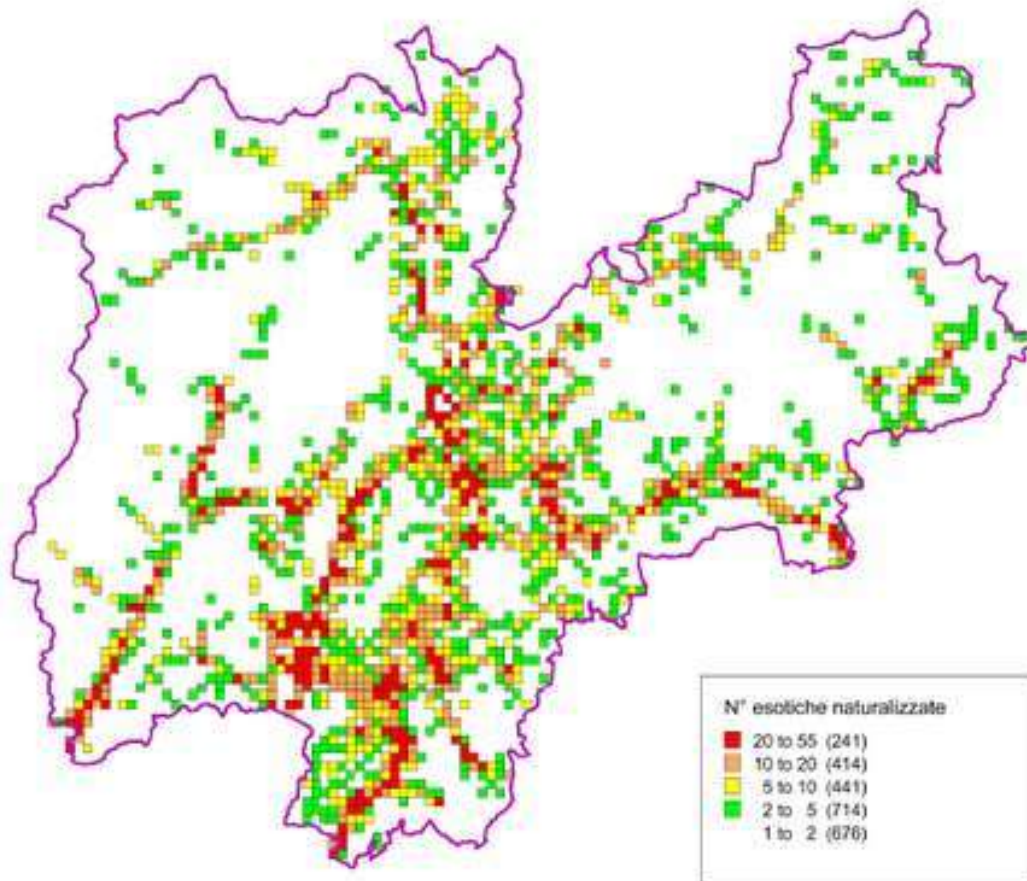 N° esotiche naturalizzate
20 to 55 (241)
10 to 20 (414)
5 to 10 (441)
2 to 5 (714)
1 to 2 (676)